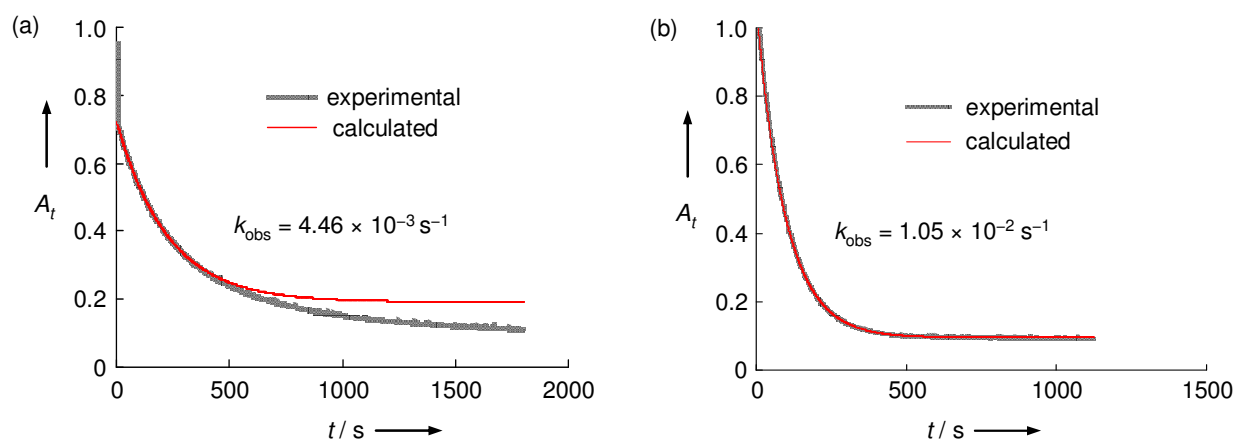 (a)
1.0
0.8
0.6
0.4
0.2
0
A_t
experimental
calculated
k_obs = 4.46 × 10⁻³ s⁻¹
0 500 1000 1500 2000
t / s
(b)
1.0
0.8
0.6
0.4
0.2
0
A_t
experimental
calculated
k_obs = 1.05 × 10⁻² s⁻¹
0 500 1000 1500
t / s